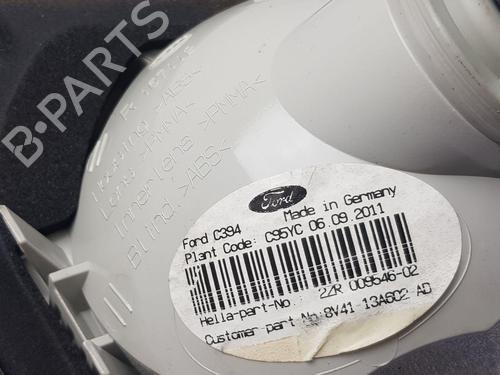 Housing >ABS<
Lens >PMMA<
Inner lens >PMMA<
Blind. >ABS<
Ford
Ford C394 Made in Germany
Plant Code: C95YC 06.09.2011
Hella-part-No.: 2ZR 009546-02
Customer part No:8V41 13A602 AD
B-PARTS